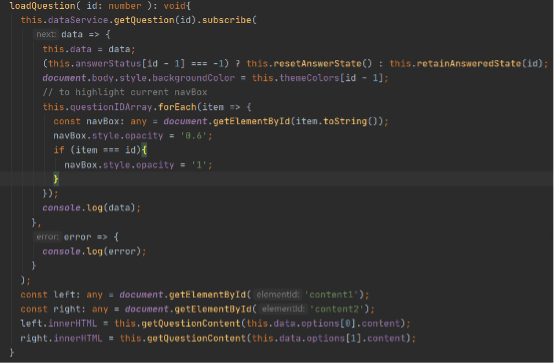 loadQuestion( id: number ): void{
this.dataService.getQuestion(id).subscribe(
next: data => {
this.data = data;
(this.answerStatus[id - 1] === -1) ? this.resetAnswerState() : this.retainAnsweredState(id);
document.body.style.backgroundColor = this.themeColors[id - 1];
// to highlight current navBox
this.questionIDArray.forEach(item => {
const navBox: any = document.getElementById(item.toString());
navBox.style.opacity = '0.6';
if (item === id){
navBox.style.opacity = '1';
}
});
console.log(data);
},
error: error => {
console.log(error);
}
);
const left: any = document.getElementById( elementId: 'content1');
const right: any = document.getElementById( elementId: 'content2');
left.innerHTML = this.getQuestionContent(this.data.options[0].content);
right.innerHTML = this.getQuestionContent(this.data.options[1].content);
}